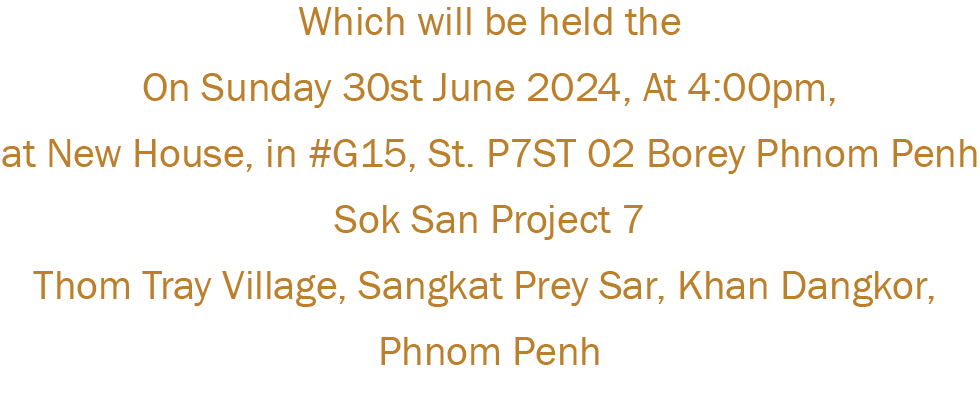 Which will be held the
On Sunday 30st June 2024, At 4:00pm,
at New House, in #G15, St. P7ST 02 Borey Phnom Penh
Sok San Project 7
Thom Tray Village, Sangkat Prey Sar, Khan Dangkor,
Phnom Penh